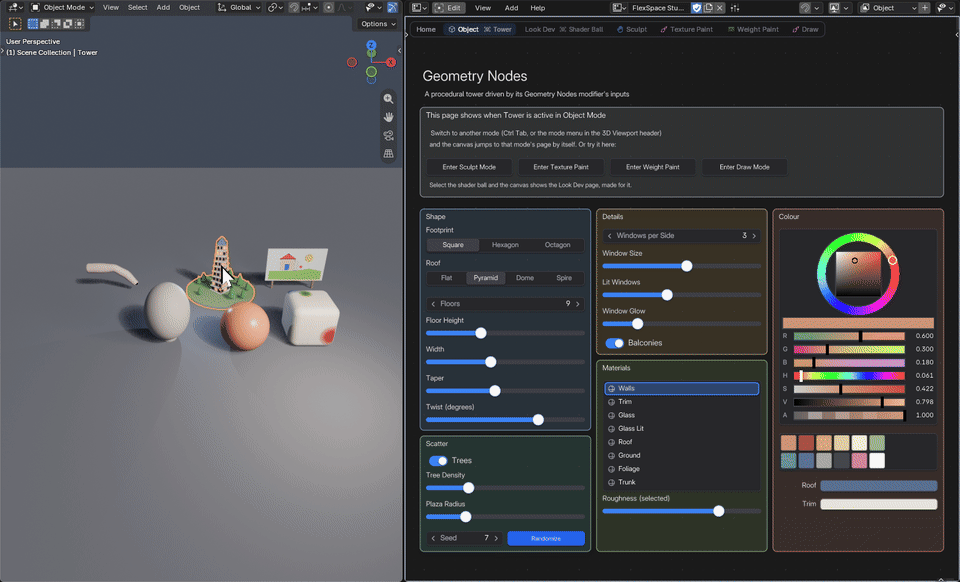 Object Mode
View
Select
Add
Object
Global
Options
User Perspective
(1) Scene Collection | Tower
Z
X
Edit
View
Add
Help
FlexSpace Stu...
Object
Home
Object
Tower
Look Dev
Shader Ball
Sculpt
Texture Paint
Weight Paint
Draw
Geometry Nodes
A procedural tower driven by its Geometry Nodes modifier's inputs
This page shows when Tower is active in Object Mode
Switch to another mode (Ctrl Tab, or the mode menu in the 3D Viewport header)
and the canvas jumps to that mode's page by itself. Or try it here:
Enter Sculpt Mode
Enter Texture Paint
Enter Weight Paint
Enter Draw Mode
Select the shader ball and the canvas shows the Look Dev page, made for it.
Shape
Footprint
Square
Hexagon
Octagon
Roof
Flat
Pyramid
Dome
Spire
Floors 9
Floor Height
Width
Taper
Twist (degrees)
Scatter
Trees
Tree Density
Plaza Radius
Seed 7
Randomize
Details
Windows per Side 3
Window Size
Lit Windows
Window Glow
Balconies
Materials
Walls
Trim
Glass
Glass Lit
Roof
Ground
Foliage
Trunk
Roughness (selected)
Colour
R 0.600
G 0.300
B 0.180
H 0.061
S 0.422
V 0.798
A 1.000
Roof
Trim